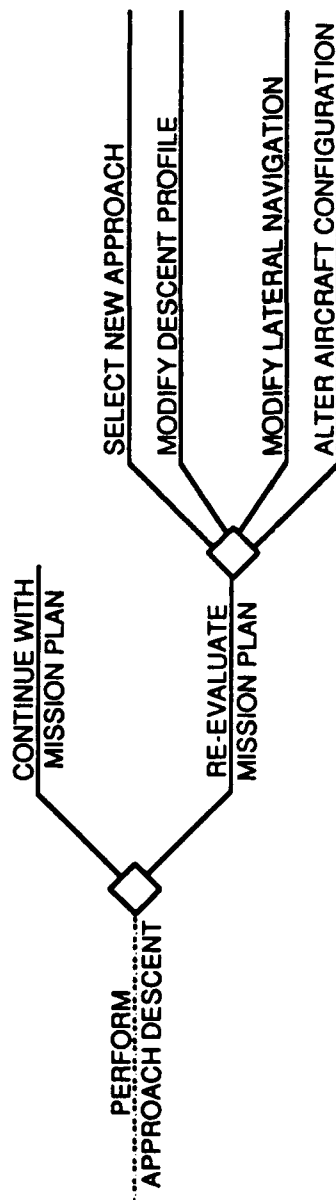 PERFORM
APPROACH DESCENT
CONTINUE WITH
MISSION PLAN
RE-EVALUATE
MISSION PLAN
SELECT NEW APPROACH
MODIFY DESCENT PROFILE
MODIFY LATERAL NAVIGATION
ALTER AIRCRAFT CONFIGURATION